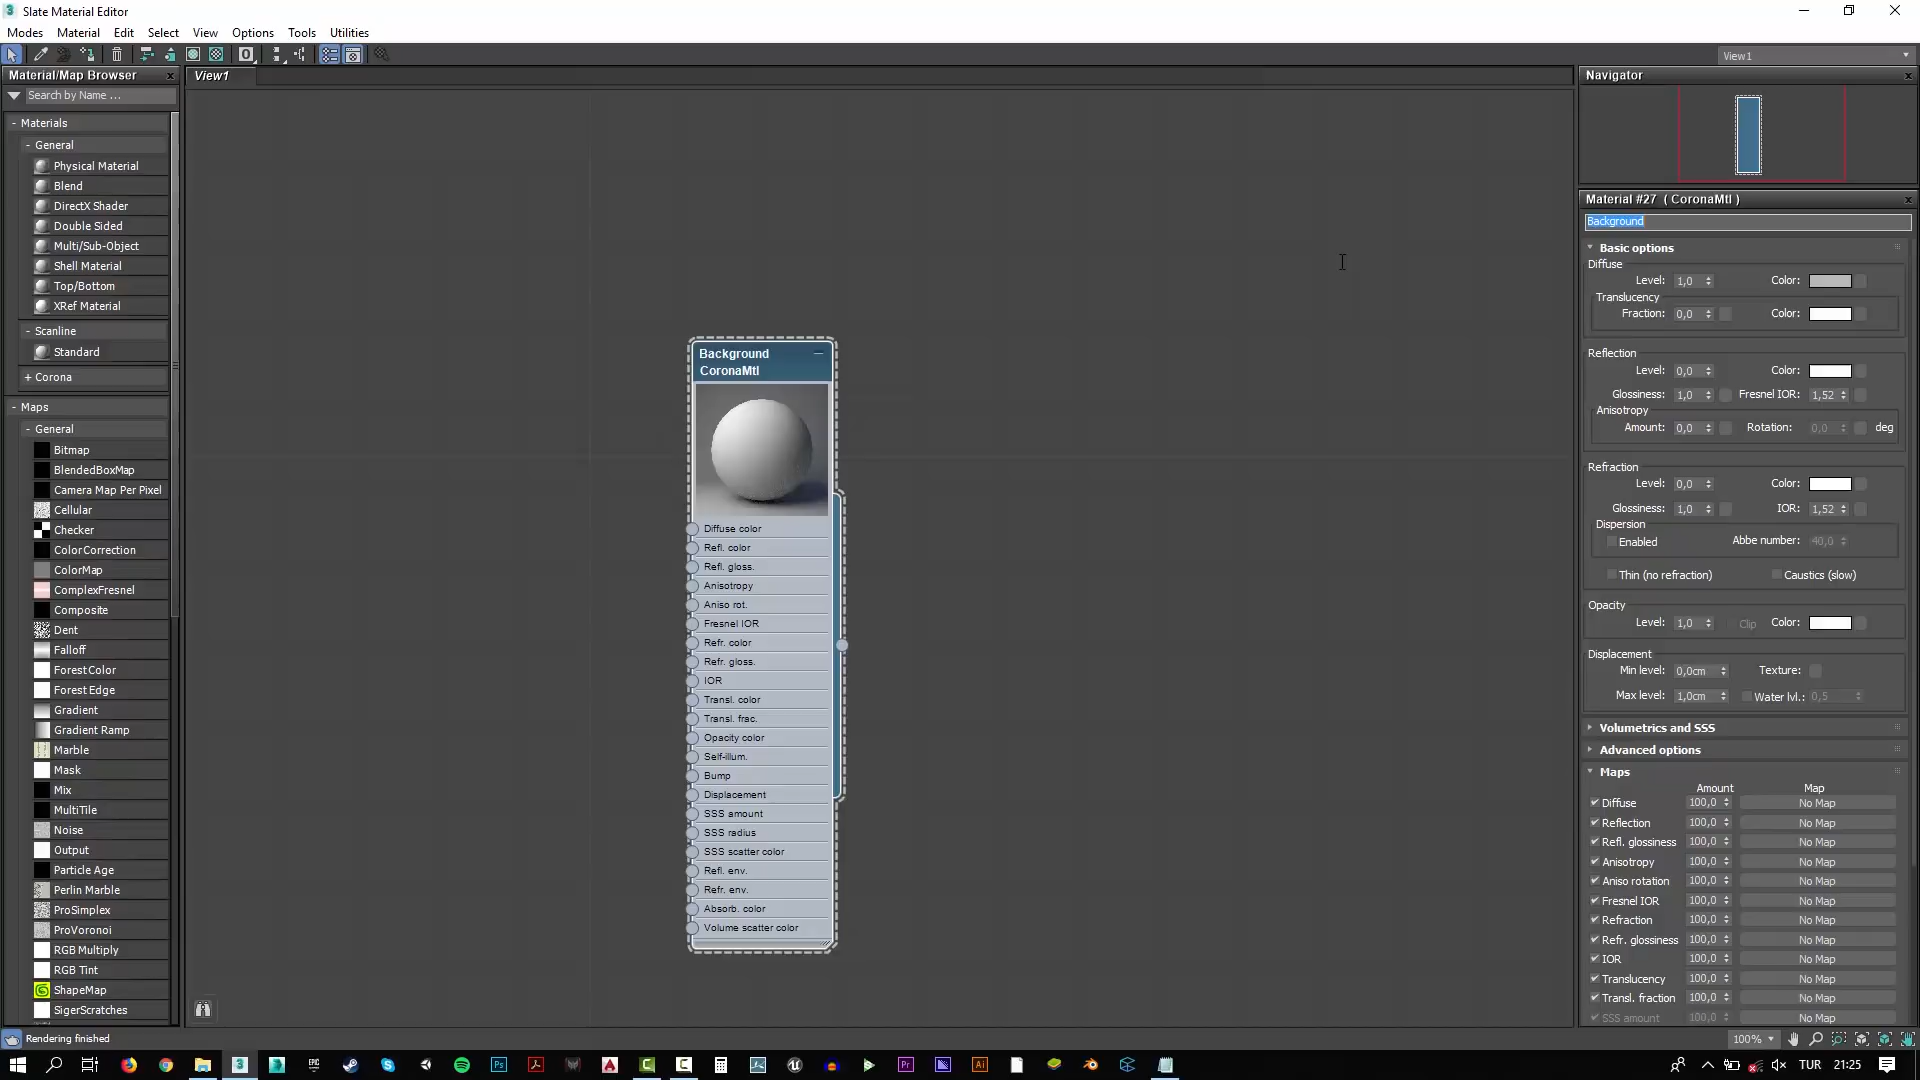 Slate Material Editor
Modes Material Edit Select View Options Tools Utilities
View1
Material/Map Browser
Search by Name ...
- Materials
- General
Physical Material
Blend
DirectX Shader
Double Sided
Multi/Sub-Object
Shell Material
Top/Bottom
XRef Material
- Scanline
Standard
+ Corona
- Maps
- General
Bitmap
BlendedBoxMap
Camera Map Per Pixel
Cellular
Checker
ColorCorrection
ColorMap
ComplexFresnel
Composite
Dent
Falloff
ForestColor
Forest Edge
Gradient
Gradient Ramp
Marble
Mask
Mix
MultiTile
Noise
Output
Particle Age
Perlin Marble
ProSimplex
ProVoronoi
RGB Multiply
RGB Tint
ShapeMap
SigerScratches
Rendering finished
View1
Background
CoronaMtl
Diffuse color
Refl. color
Refl. gloss.
Anisotropy
Aniso rot.
Fresnel IOR
Refr. color
Refr. gloss.
IOR
Transl. color
Transl. frac.
Opacity color
Self-illum.
Bump
Displacement
SSS amount
SSS radius
SSS scatter color
Refl. env.
Refr. env.
Absorb. color
Volume scatter color
Navigator
Material #27 ( CoronaMtl )
Background
Basic options
Diffuse
Level: 1,0 Color:
Translucency
Fraction: 0,0 Color:
Reflection
Level: 0,0 Color:
Glossiness: 1,0 Fresnel IOR: 1,52
Anisotropy
Amount: 0,0 Rotation: 0,0 deg
Refraction
Level: 0,0 Color:
Glossiness: 1,0 IOR: 1,52
Dispersion
Enabled Abbe number: 40,0
Thin (no refraction) Caustics (slow)
Opacity
Level: 1,0 Clip Color:
Displacement
Min level: 0,0cm Texture:
Max level: 1,0cm Water lvl.: 0,5
Volumetrics and SSS
Advanced options
Maps
Amount Map
Diffuse 100,0 No Map
Reflection 100,0 No Map
Refl. glossiness 100,0 No Map
Anisotropy 100,0 No Map
Aniso rotation 100,0 No Map
Fresnel IOR 100,0 No Map
Refraction 100,0 No Map
Refr. glossiness 100,0 No Map
IOR 100,0 No Map
Translucency 100,0 No Map
Transl. fraction 100,0 No Map
SSS amount 100,0 No Map
100%
TUR 21:25